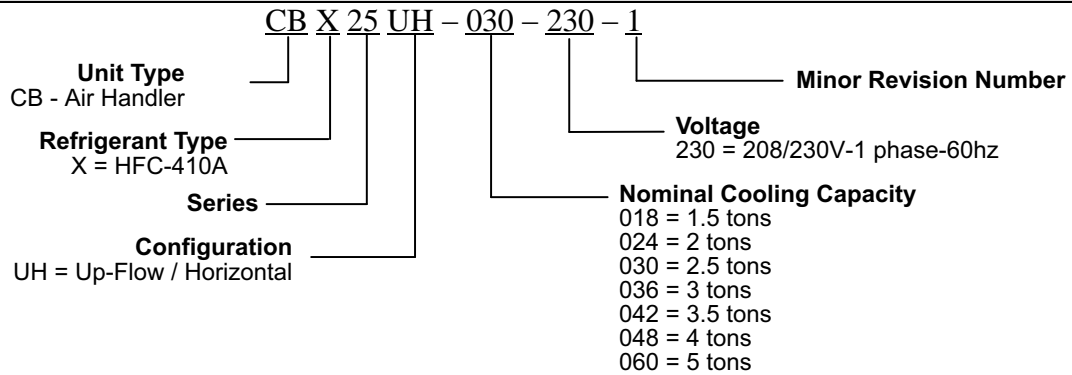 CB X 25 UH – 030 – 230 – 1
Unit Type
CB - Air Handler
Refrigerant Type
X = HFC-410A
Series
Configuration
UH = Up-Flow / Horizontal
Minor Revision Number
Voltage
230 = 208/230V-1 phase-60hz
Nominal Cooling Capacity
018 = 1.5 tons
024 = 2 tons
030 = 2.5 tons
036 = 3 tons
042 = 3.5 tons
048 = 4 tons
060 = 5 tons